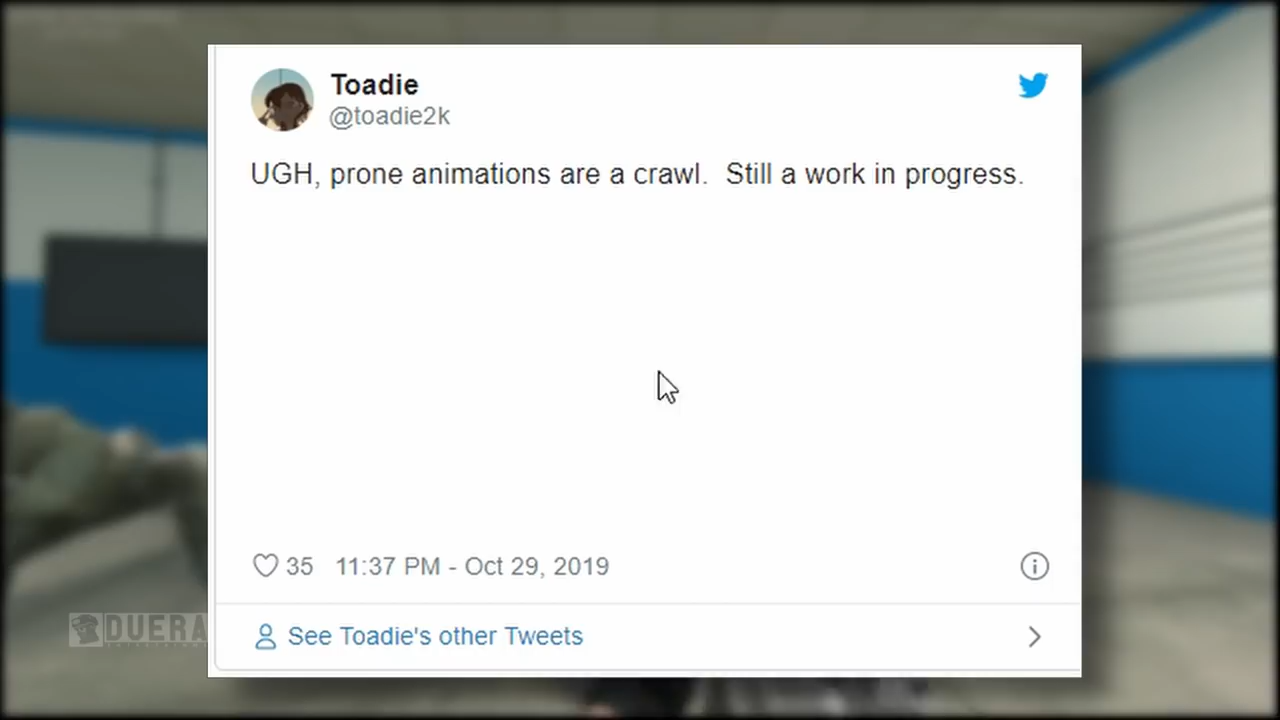 Toadie
@toadie2k
UGH, prone animations are a crawl.  Still a work in progress.
35   11:37 PM - Oct 29, 2019
DUERA
See Toadie's other Tweets